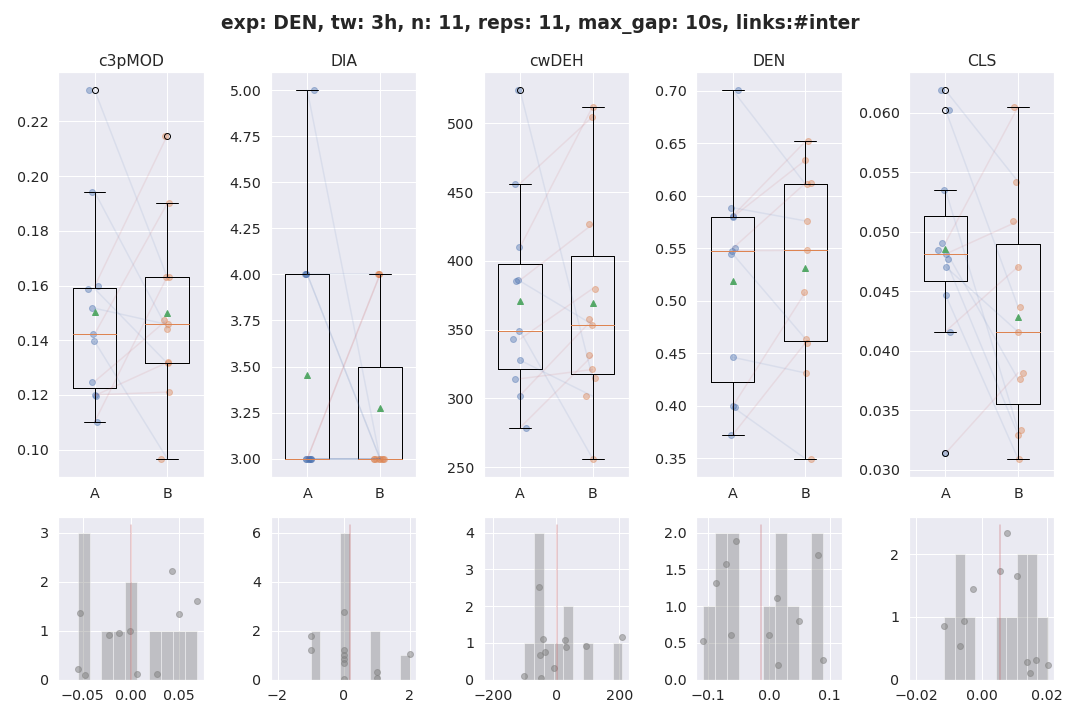 exp: DEN, tw: 3h, n: 11, reps: 11, max_gap: 10s, links:#inter
c3pMOD DIA cwDEH DEN CLS
0.22 0.20 0.18 0.16 0.14 0.12 0.10
A B
5.00 4.75 4.50 4.25 4.00 3.75 3.50 3.25 3.00
A B
500 450 400 350 300 250
A B
0.70 0.65 0.60 0.55 0.50 0.45 0.40 0.35
A B
0.060 0.055 0.050 0.045 0.040 0.035 0.030
A B
3 2 1 0
−0.05 0.00 0.05
6 4 2 0
−2 0 2
4 3 2 1 0
−200 0 200
2.0 1.5 1.0 0.5 0.0
−0.1 0.0 0.1
2 1 0
−0.02 0.00 0.02